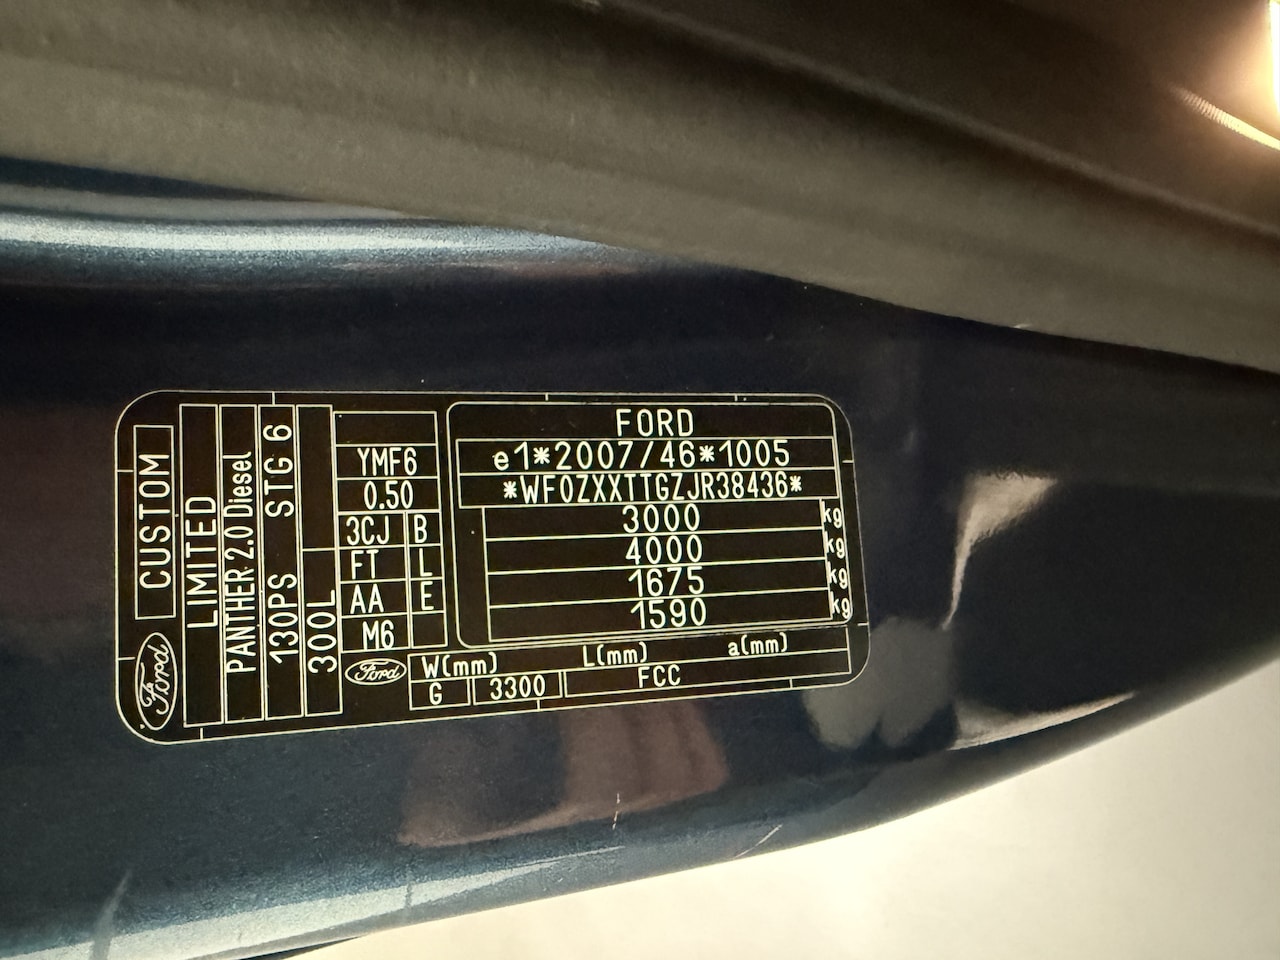 Ford
CUSTOM
LIMITED
PANTHER 2.0 Diesel
130PS STG 6
300L
YMF6
0.50
3CJ B
FT L
AA E
M6
FORD
e1*2007/46*1005
*WF0ZXXTTGZJR38436*
3000 kg
4000 kg
1675 kg
1590 kg
Ford
W(mm) L(mm) a(mm)
G 3300 FCC